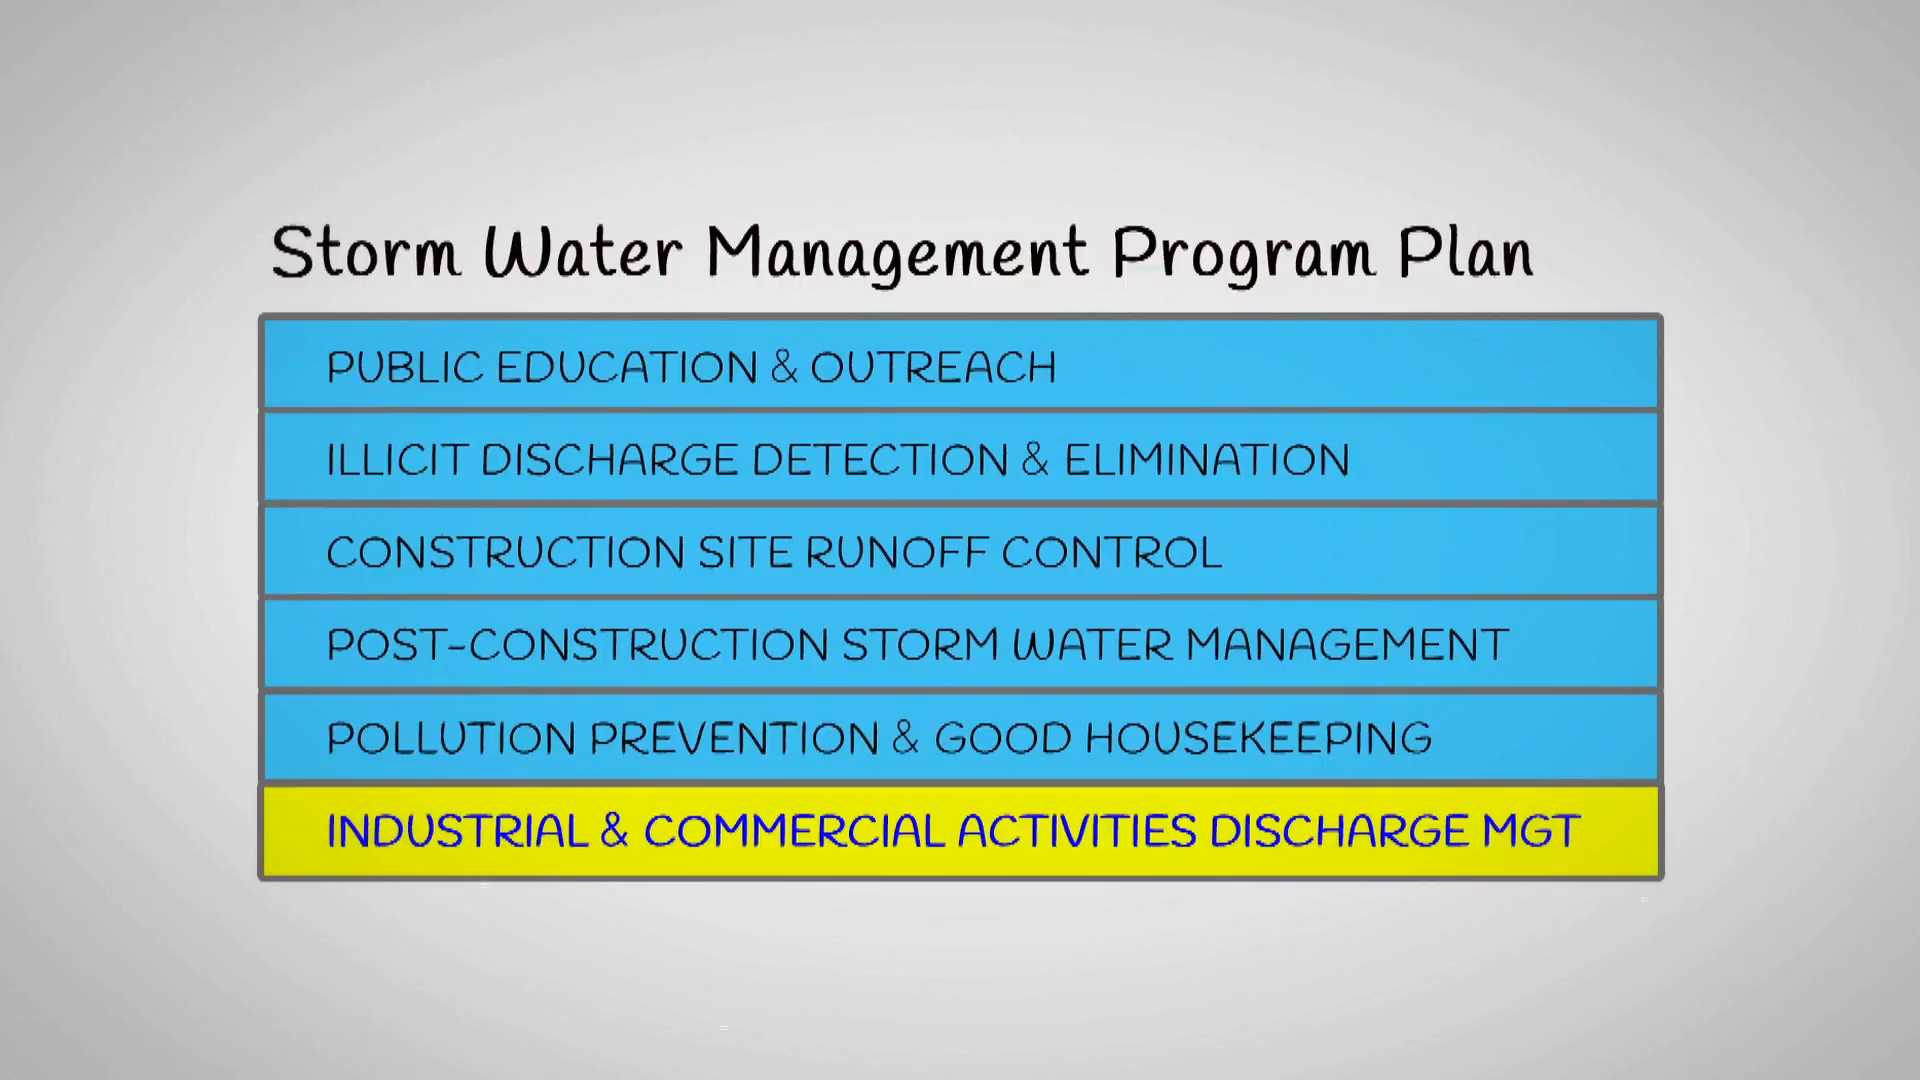 Storm Water Management Program Plan
PUBLIC EDUCATION & OUTREACH
ILLICIT DISCHARGE DETECTION & ELIMINATION
CONSTRUCTION SITE RUNOFF CONTROL
POST-CONSTRUCTION STORM WATER MANAGEMENT
POLLUTION PREVENTION & GOOD HOUSEKEEPING
INDUSTRIAL & COMMERCIAL ACTIVITIES DISCHARGE MGT